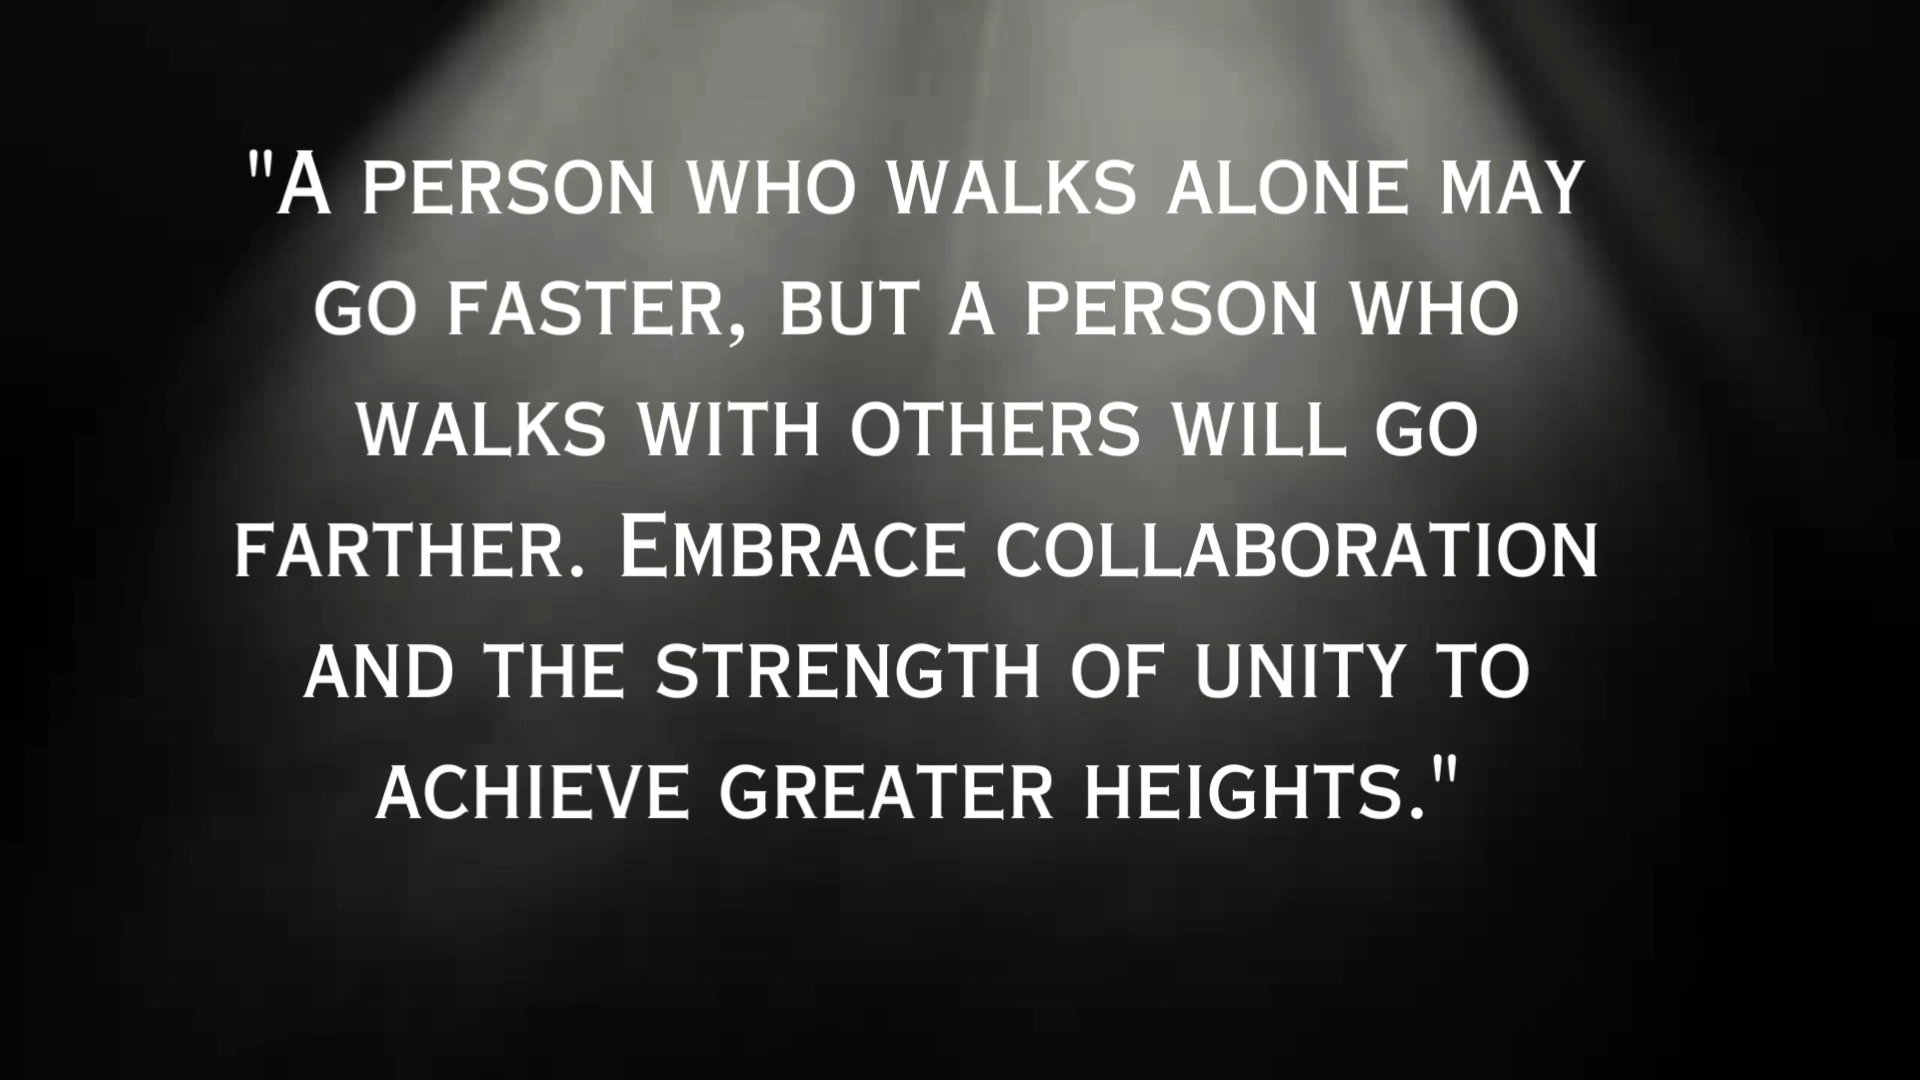 "A person who walks alone may
go faster, but a person who
walks with others will go
farther. Embrace collaboration
and the strength of unity to
achieve greater heights."